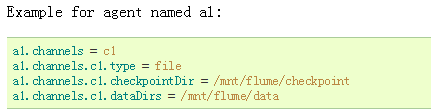 Example for agent named a1:
a1.channels = c1
a1.channels.c1.type = file
a1.channels.c1.checkpointDir = /mnt/flume/checkpoint
a1.channels.c1.dataDirs = /mnt/flume/data